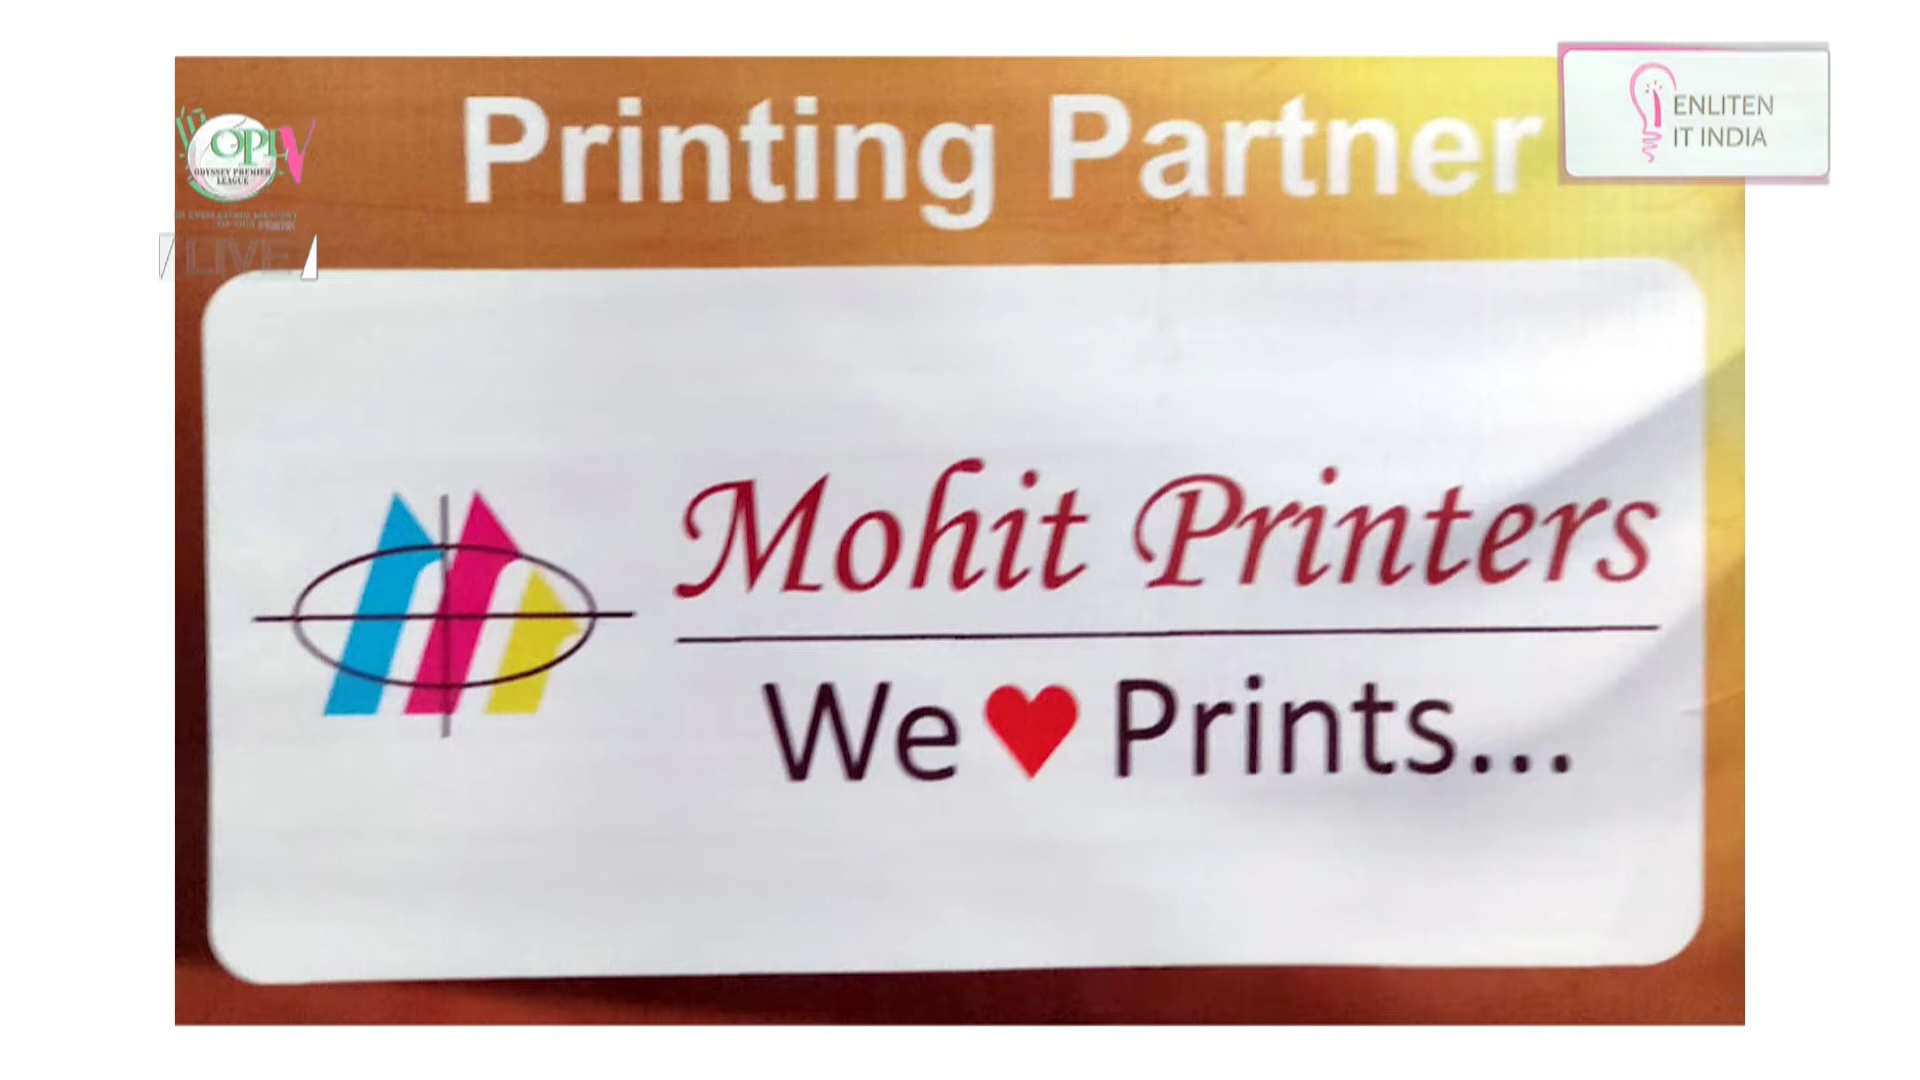 Printing Partner
OPL V
ODYSSEY PREMIER
LEAGUE
LIVE
ENLITEN
IT INDIA
Mohit Printers
We ♥ Prints...